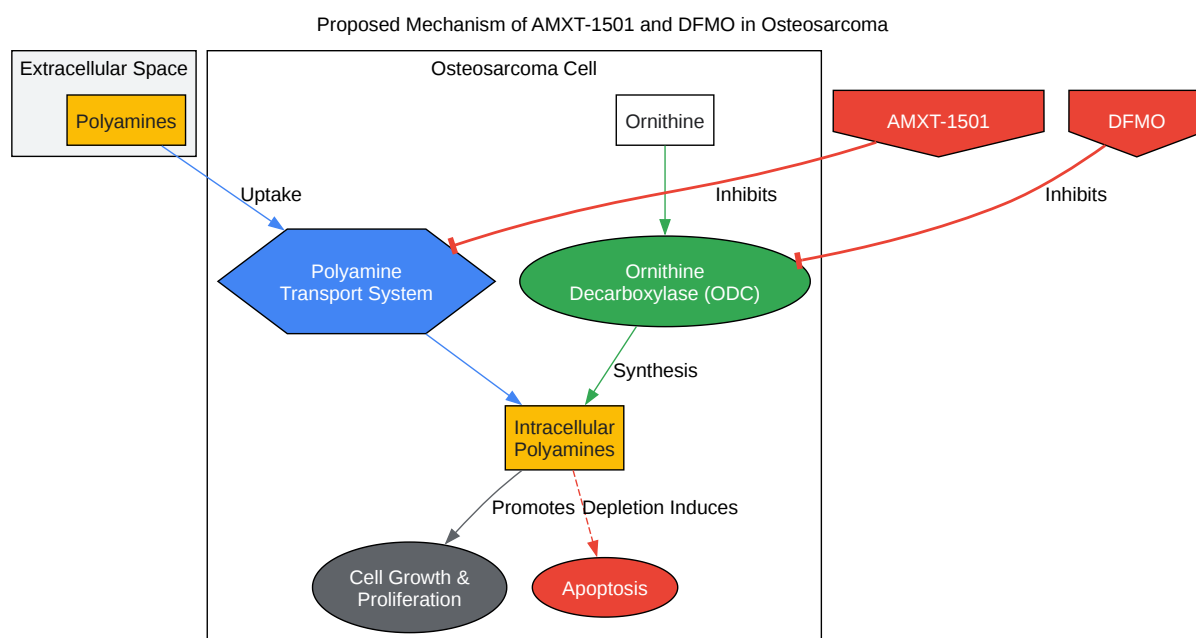 Proposed Mechanism of AMXT-1501 and DFMO in Osteosarcoma
Extracellular Space
Osteosarcoma Cell
Polyamines
Ornithine
AMXT-1501
DFMO
Uptake
Inhibits
Inhibits
Polyamine
Transport System
Ornithine
Decarboxylase (ODC)
Synthesis
Intracellular
Polyamines
Promotes
Depletion Induces
Cell Growth &
Proliferation
Apoptosis